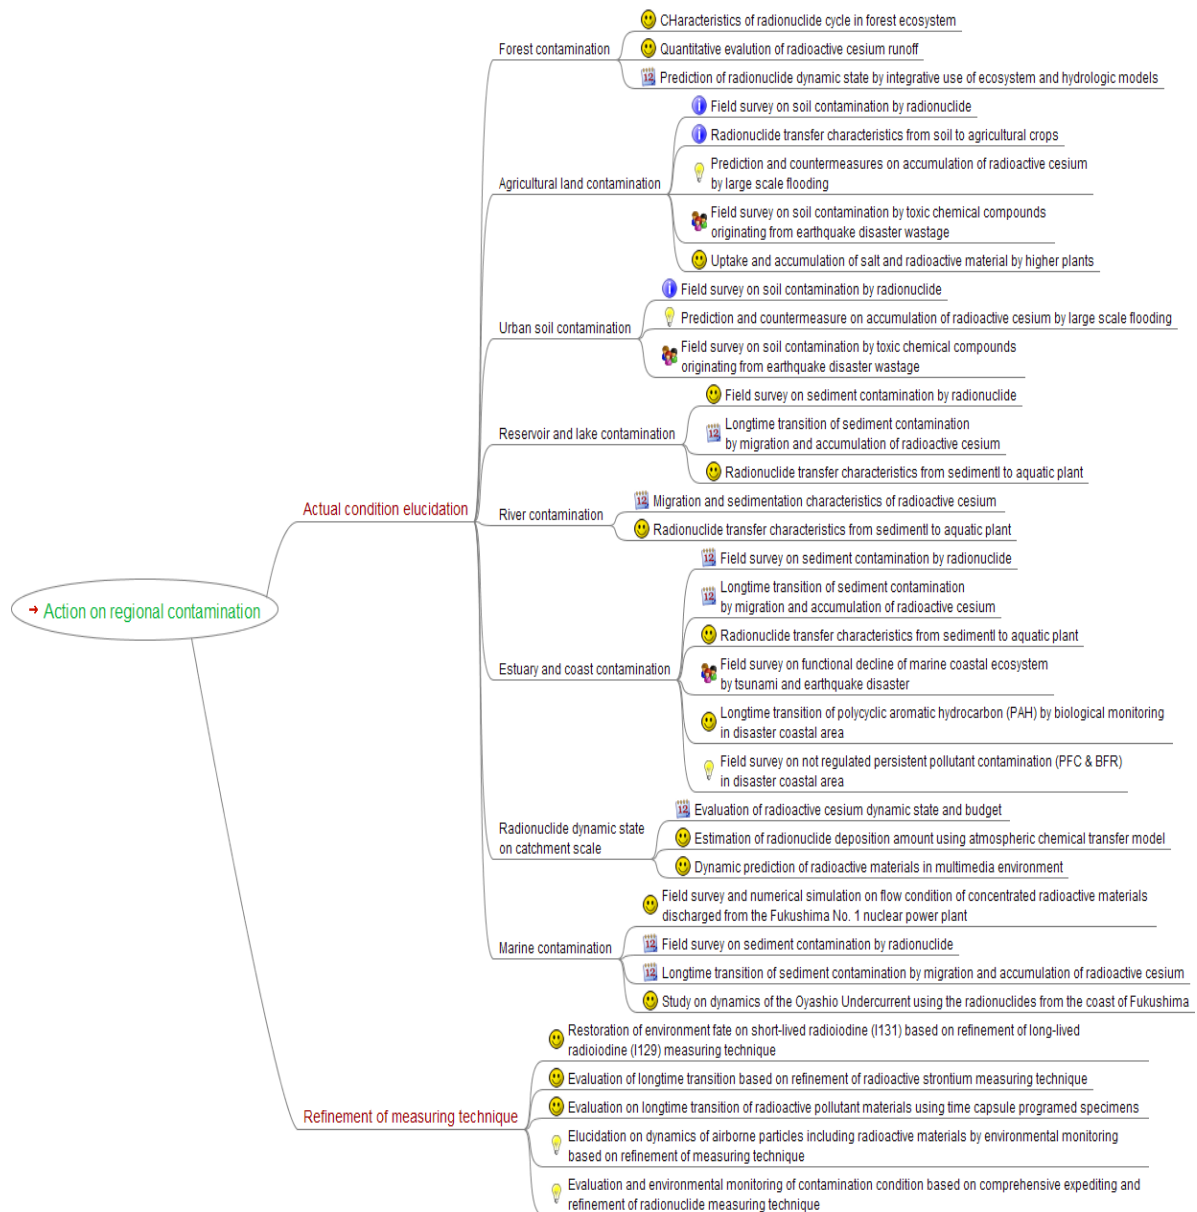 Action on regional contamination
Actual condition elucidation
Forest contamination
CHaracteristics of radionuclide cycle in forest ecosystem
Quantitative evalution of radioactive cesium runoff
12 Prediction of radionuclide dynamic state by integrative use of ecosystem and hydrologic models
Agricultural land contamination
i Field survey on soil contamination by radionuclide
i Radionuclide transfer characteristics from soil to agricultural crops
Prediction and countermeasures on accumulation of radioactive cesium
by large scale flooding
Field survey on soil contamination by toxic chemical compounds
originating from earthquake disaster wastage
Uptake and accumulation of salt and radioactive material by higher plants
Urban soil contamination
i Field survey on soil contamination by radionuclide
Prediction and countermeasure on accumulation of radioactive cesium by large scale flooding
Field survey on soil contamination by toxic chemical compounds
originating from earthquake disaster wastage
Reservoir and lake contamination
Field survey on sediment contamination by radionuclide
12 Longtime transition of sediment contamination
by migration and accumulation of radioactive cesium
Radionuclide transfer characteristics from sedimentl to aquatic plant
River contamination
12 Migration and sedimentation characteristics of radioactive cesium
Radionuclide transfer characteristics from sedimentl to aquatic plant
Estuary and coast contamination
12 Field survey on sediment contamination by radionuclide
12 Longtime transition of sediment contamination
by migration and accumulation of radioactive cesium
Radionuclide transfer characteristics from sedimentl to aquatic plant
Field survey on functional decline of marine coastal ecosystem
by tsunami and earthquake disaster
Longtime transition of polycyclic aromatic hydrocarbon (PAH) by biological monitoring
in disaster coastal area
Field survey on not regulated persistent pollutant contamination (PFC & BFR)
in disaster coastal area
Radionuclide dynamic state
on catchment scale
12 Evaluation of radioactive cesium dynamic state and budget
Estimation of radionuclide deposition amount using atmospheric chemical transfer model
Dynamic prediction of radioactive materials in multimedia environment
Marine contamination
Field survey and numerical simulation on flow condition of concentrated radioactive materials
discharged from the Fukushima No. 1 nuclear power plant
12 Field survey on sediment contamination by radionuclide
12 Longtime transition of sediment contamination by migration and accumulation of radioactive cesium
Study on dynamics of the Oyashio Undercurrent using the radionuclides from the coast of Fukushima
Refinement of measuring technique
Restoration of environment fate on short-lived radioiodine (I131) based on refinement of long-lived
radioiodine (I129) measuring technique
Evaluation of longtime transition based on refinement of radioactive strontium measuring technique
Evaluation on longtime transition of radioactive pollutant materials using time capsule programed specimens
Elucidation on dynamics of airborne particles including radioactive materials by environmental monitoring
based on refinement of measuring technique
Evaluation and environmental monitoring of contamination condition based on comprehensive expediting and
refinement of radionuclide measuring technique